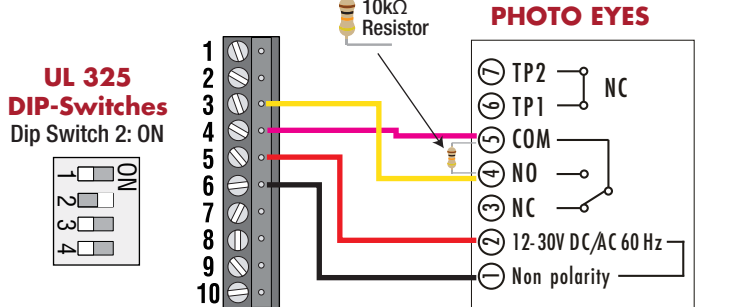 10kΩ
Resistor
PHOTO EYES
UL 325
DIP-Switches
Dip Switch 2: ON
ON
1
2
3
4
1
2
3
4
5
6
7
8
9
10
7 TP2
6 TP1
NC
5 COM
4 NO
3 NC
2 12-30V DC/AC 60 Hz
1 Non polarity